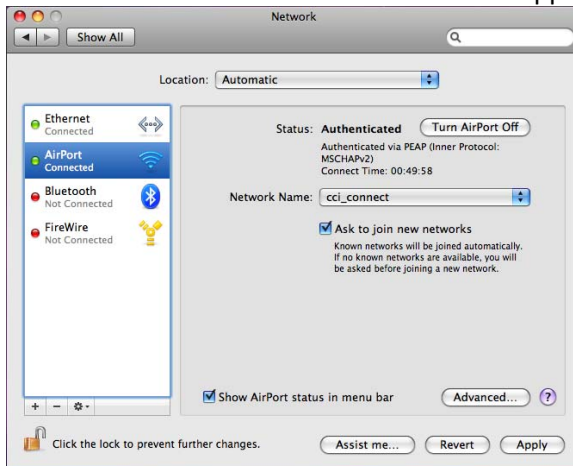 Network
Show All
Location: Automatic
Ethernet
Connected
AirPort
Connected
Bluetooth
Not Connected
FireWire
Not Connected
Status: Authenticated
Turn AirPort Off
Authenticated via PEAP (Inner Protocol:
MSCHAPv2)
Connect Time: 00:49:58
Network Name: cci_connect
Ask to join new networks
Known networks will be joined automatically.
If no known networks are available, you will
be asked before joining a new network.
Show AirPort status in menu bar
Advanced...
?
Click the lock to prevent further changes.
Assist me...
Revert
Apply